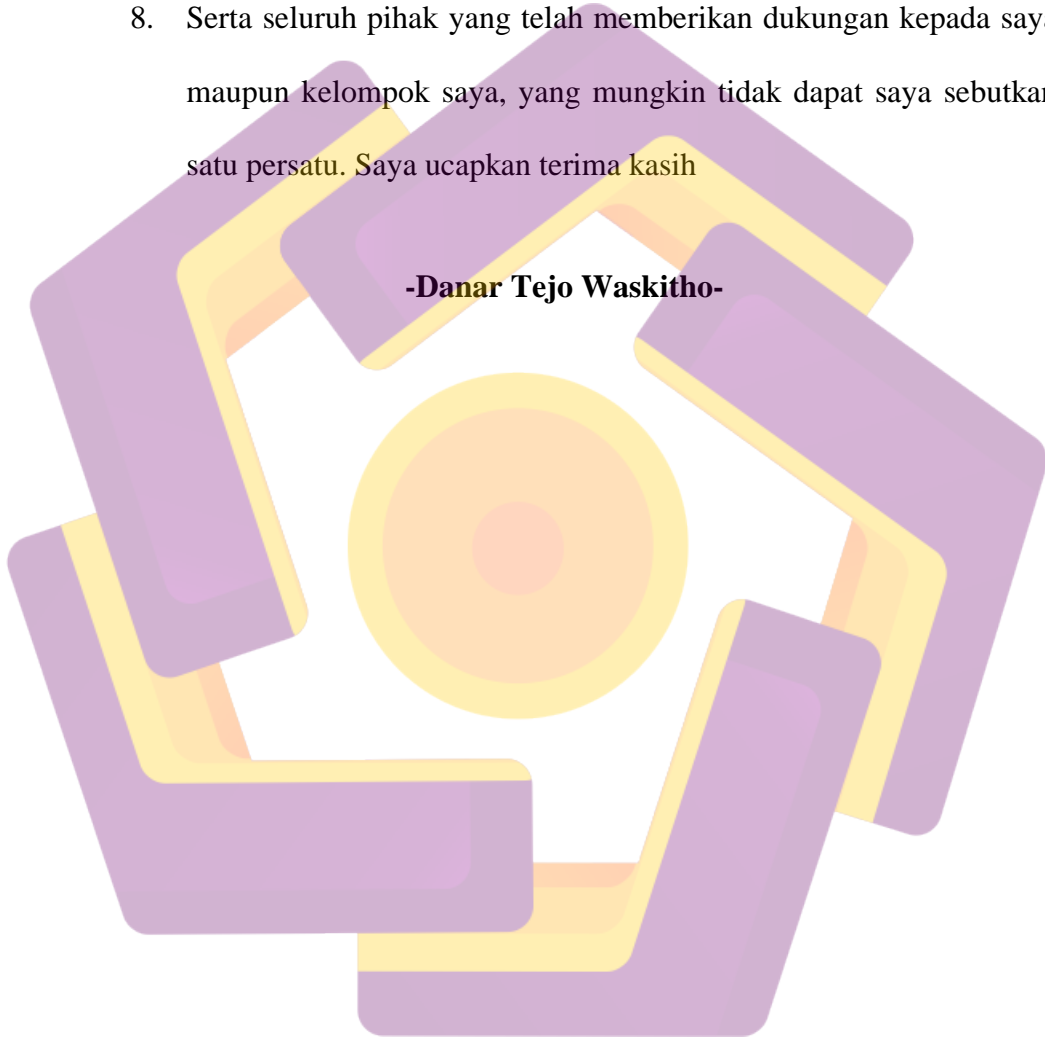 8. Serta seluruh pihak yang telah memberikan dukungan kepada saya
maupun kelompok saya, yang mungkin tidak dapat saya sebutkan
satu persatu. Saya ucapkan terima kasih
-Danar Tejo Waskitho-